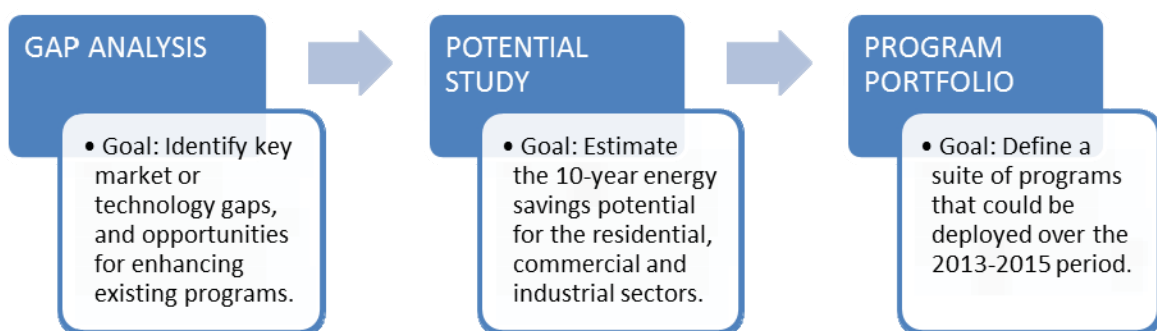 GAP ANALYSIS
• Goal: Identify key
market or
technology gaps,
and opportunities
for enhancing
existing programs.
POTENTIAL
STUDY
• Goal: Estimate
the 10-year energy
savings potential
for the residential,
commercial and
industrial sectors.
PROGRAM
PORTFOLIO
• Goal: Define a
suite of programs
that could be
deployed over the
2013-2015 period.